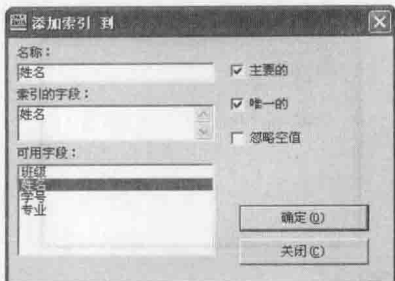 添加索引 到
名称：
姓名
主要的
索引的字段：
姓名
唯一的
忽略空值
可用字段：
班级
姓名
学号
专业
确定(O)
关闭(C)